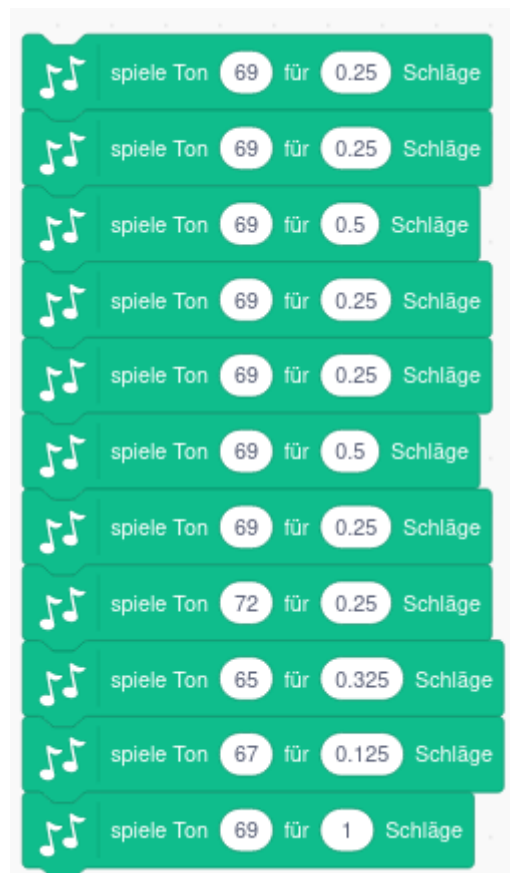 spiele Ton 69 für 0.25 Schläge
spiele Ton 69 für 0.25 Schläge
spiele Ton 69 für 0.5 Schläge
spiele Ton 69 für 0.25 Schläge
spiele Ton 69 für 0.25 Schläge
spiele Ton 69 für 0.5 Schläge
spiele Ton 69 für 0.25 Schläge
spiele Ton 72 für 0.25 Schläge
spiele Ton 65 für 0.325 Schläge
spiele Ton 67 für 0.125 Schläge
spiele Ton 69 für 1 Schläge